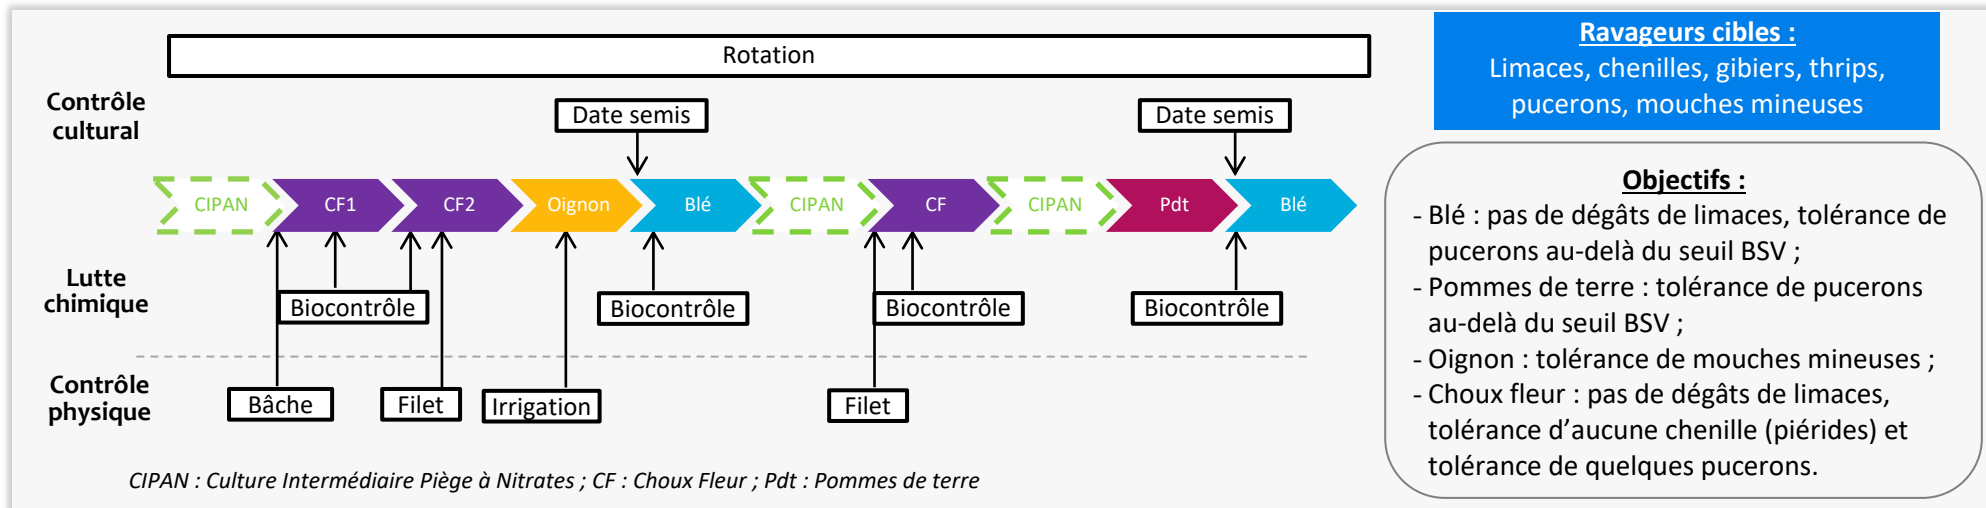 Rotation
Contrôle
cultural
Date semis
Date semis
CIPAN
CF1
CF2
Oignon
Blé
CIPAN
CF
CIPAN
Pdt
Blé
Lutte
chimique
Biocontrôle
Biocontrôle
Biocontrôle
Biocontrôle
Contrôle
physique
Bâche
Filet
Irrigation
Filet
CIPAN : Culture Intermédiaire Piège à Nitrates ; CF : Choux Fleur ; Pdt : Pommes de terre
Ravageurs cibles :
Limaces, chenilles, gibiers, thrips,
pucerons, mouches mineuses
Objectifs :
- Blé : pas de dégâts de limaces, tolérance de
pucerons au-delà du seuil BSV ;
- Pommes de terre : tolérance de pucerons
au-delà du seuil BSV ;
- Oignon : tolérance de mouches mineuses ;
- Choux fleur : pas de dégâts de limaces,
tolérance d'aucune chenille (piérides) et
tolérance de quelques pucerons.